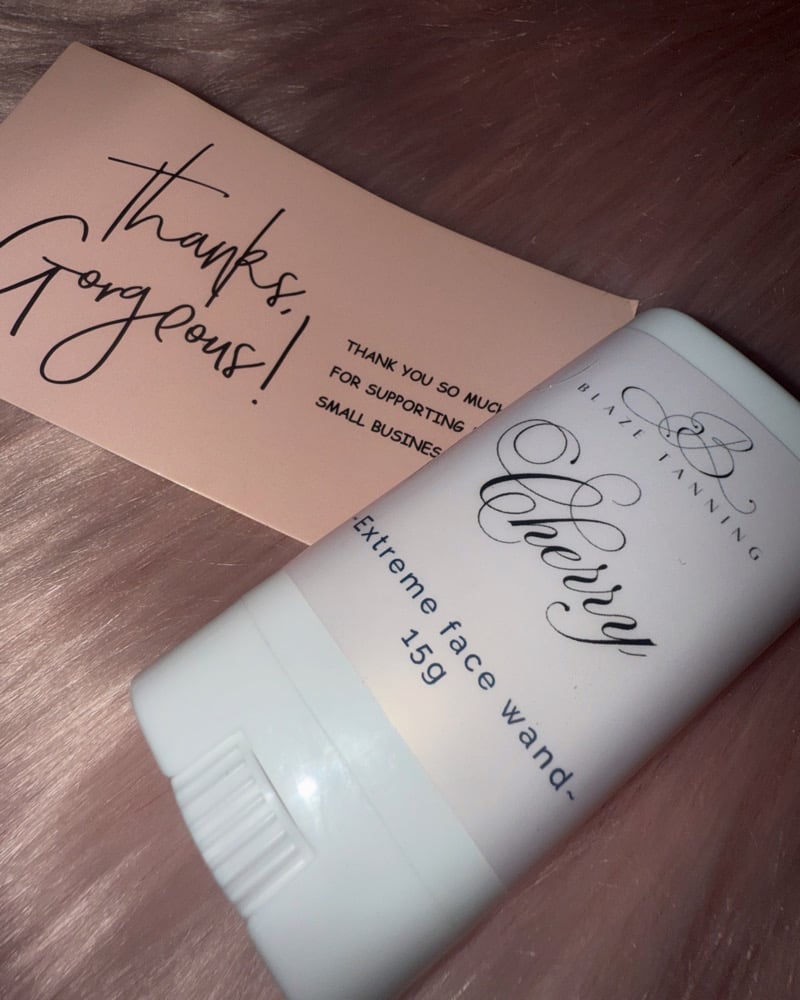 thanks,
Gorgeous!
THANK YOU SO MUCH
FOR SUPPORTING
SMALL BUSINES
BLAZE TANNING
Cherry
~Extreme face wand~
15g